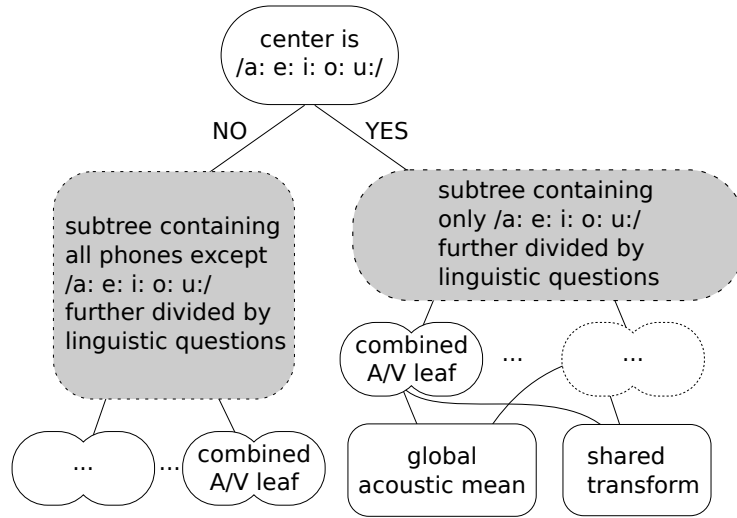 center is
/a: e: i: o: u:/
NO
YES
subtree containing
all phones except
/a: e: i: o: u:/
further divided by
linguistic questions
subtree containing
only /a: e: i: o: u:/
further divided by
linguistic questions
combined
A/V leaf
...
...
...
...
combined
A/V leaf
global
acoustic mean
shared
transform